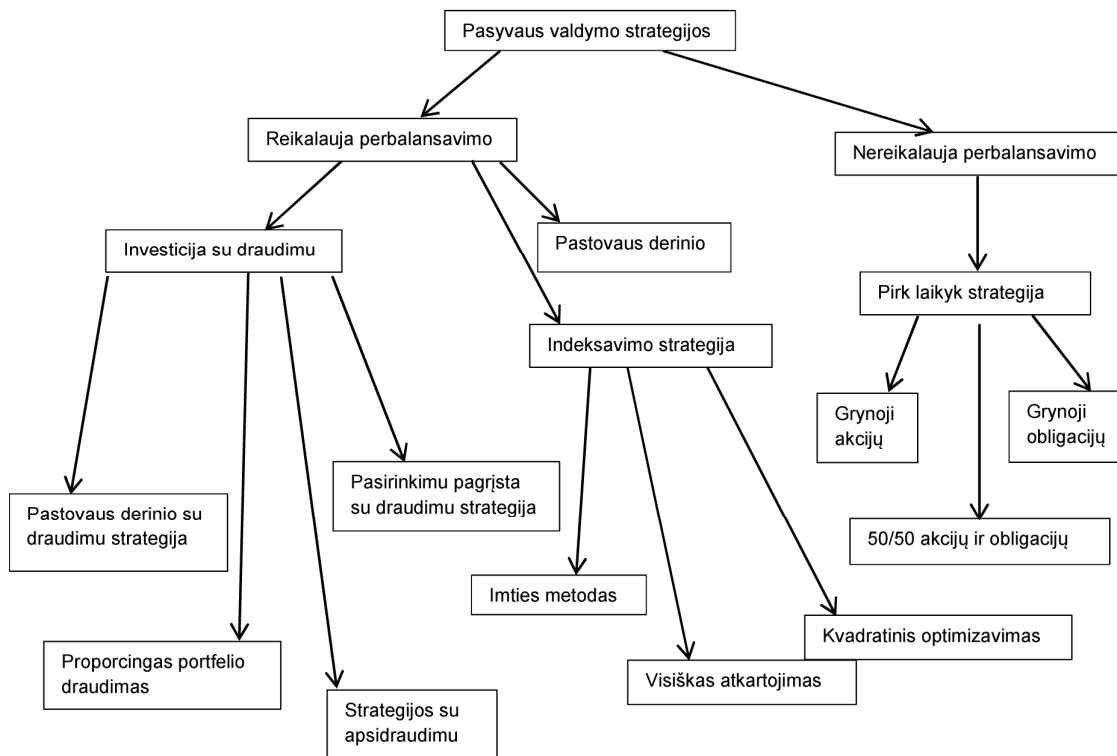 Pasyvaus valdymo strategijos
Reikalauja perbalansavimo
Nereikalauja perbalansavimo
Investicija su draudimu
Pastovaus derinio
Pirk laikyk strategija
Indeksavimo strategija
Grynoji
akcijų
Grynoji
obligacijų
Pasirinkimu pagrįsta
su draudimu strategija
Pastovaus derinio su
draudimu strategija
50/50 akcijų ir obligacijų
Imties metodas
Kvadratinis optimizavimas
Proporcingas portfelio
draudimas
Visiškas atkartojimas
Strategijos su
apsidraudimu